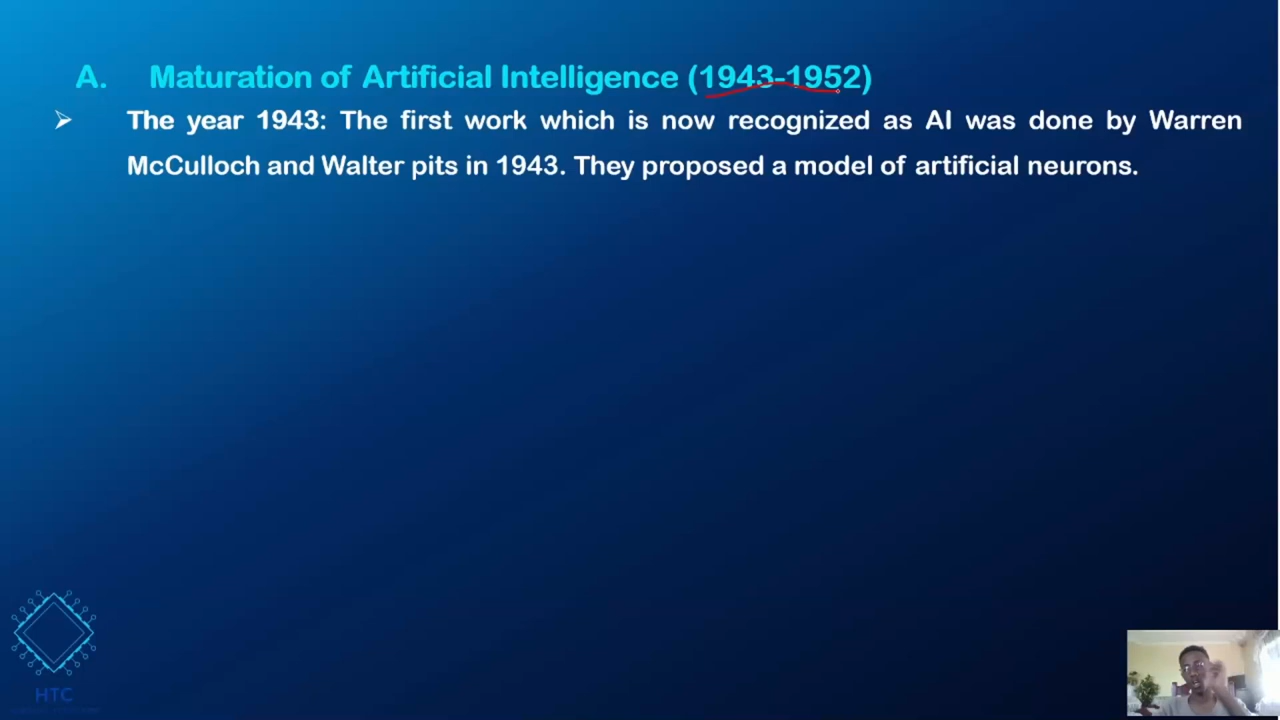 A. Maturation of Artificial Intelligence (1943-1952)
➢ The year 1943: The first work which is now recognized as AI was done by Warren
McCulloch and Walter pits in 1943. They proposed a model of artificial neurons.
HTC